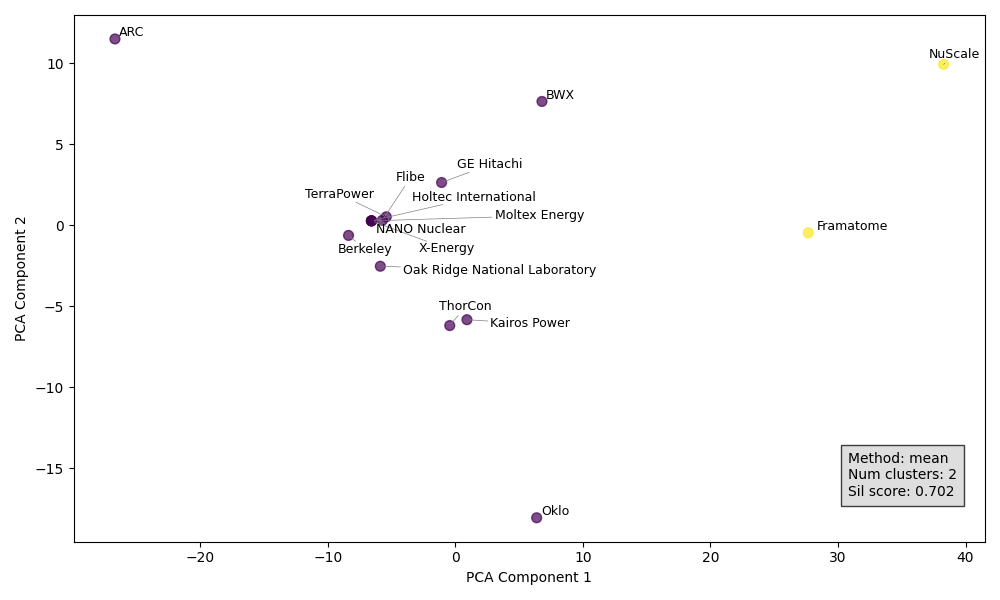 ARC
NuScale
BWX
GE Hitachi
Flibe
TerraPower
Holtec International
Moltex Energy
NANO Nuclear
Framatome
X-Energy
Berkeley
Oak Ridge National Laboratory
ThorCon
Kairos Power
Oklo
Method: mean
Num clusters: 2
Sil score: 0.702
10
5
0
−5
−10
−15
PCA Component 2
−20
−10
0
10
20
30
40
PCA Component 1